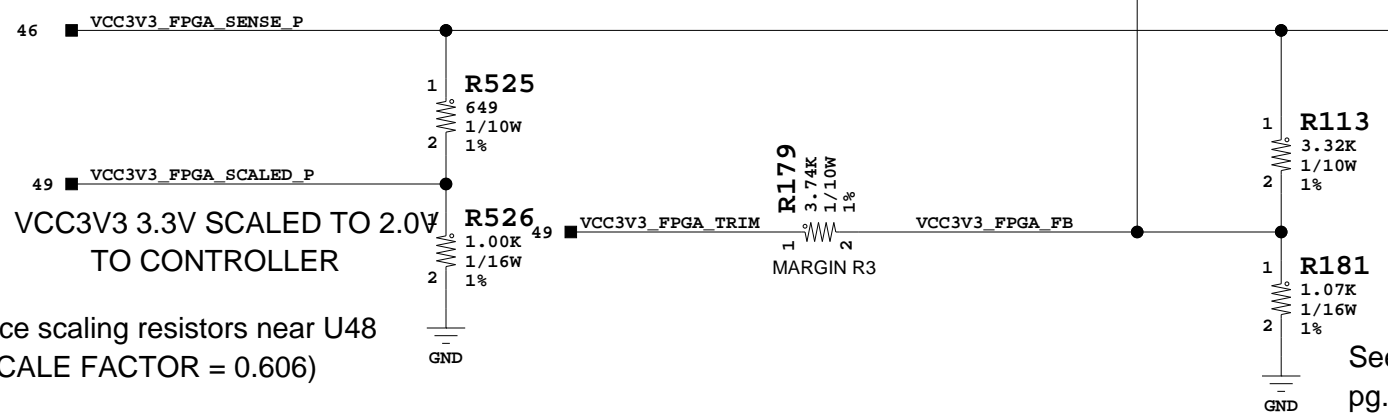 46 VCC3V3_FPGA_SENSE_P
1 R525
649
1/10W
2 1%
49 VCC3V3_FPGA_SCALED_P
VCC3V3 3.3V SCALED TO 2.0V
TO CONTROLLER
1 R526
1.00K
1/16W
2 1%
GND
ce scaling resistors near U48
CALE FACTOR = 0.606)
49 VCC3V3_FPGA_TRIM
R179
3.74K
1/10W
1%
1 2
MARGIN R3
VCC3V3_FPGA_FB
1 R113
3.32K
1/10W
2 1%
1 R181
1.07K
1/16W
2 1%
GND
See
pg.